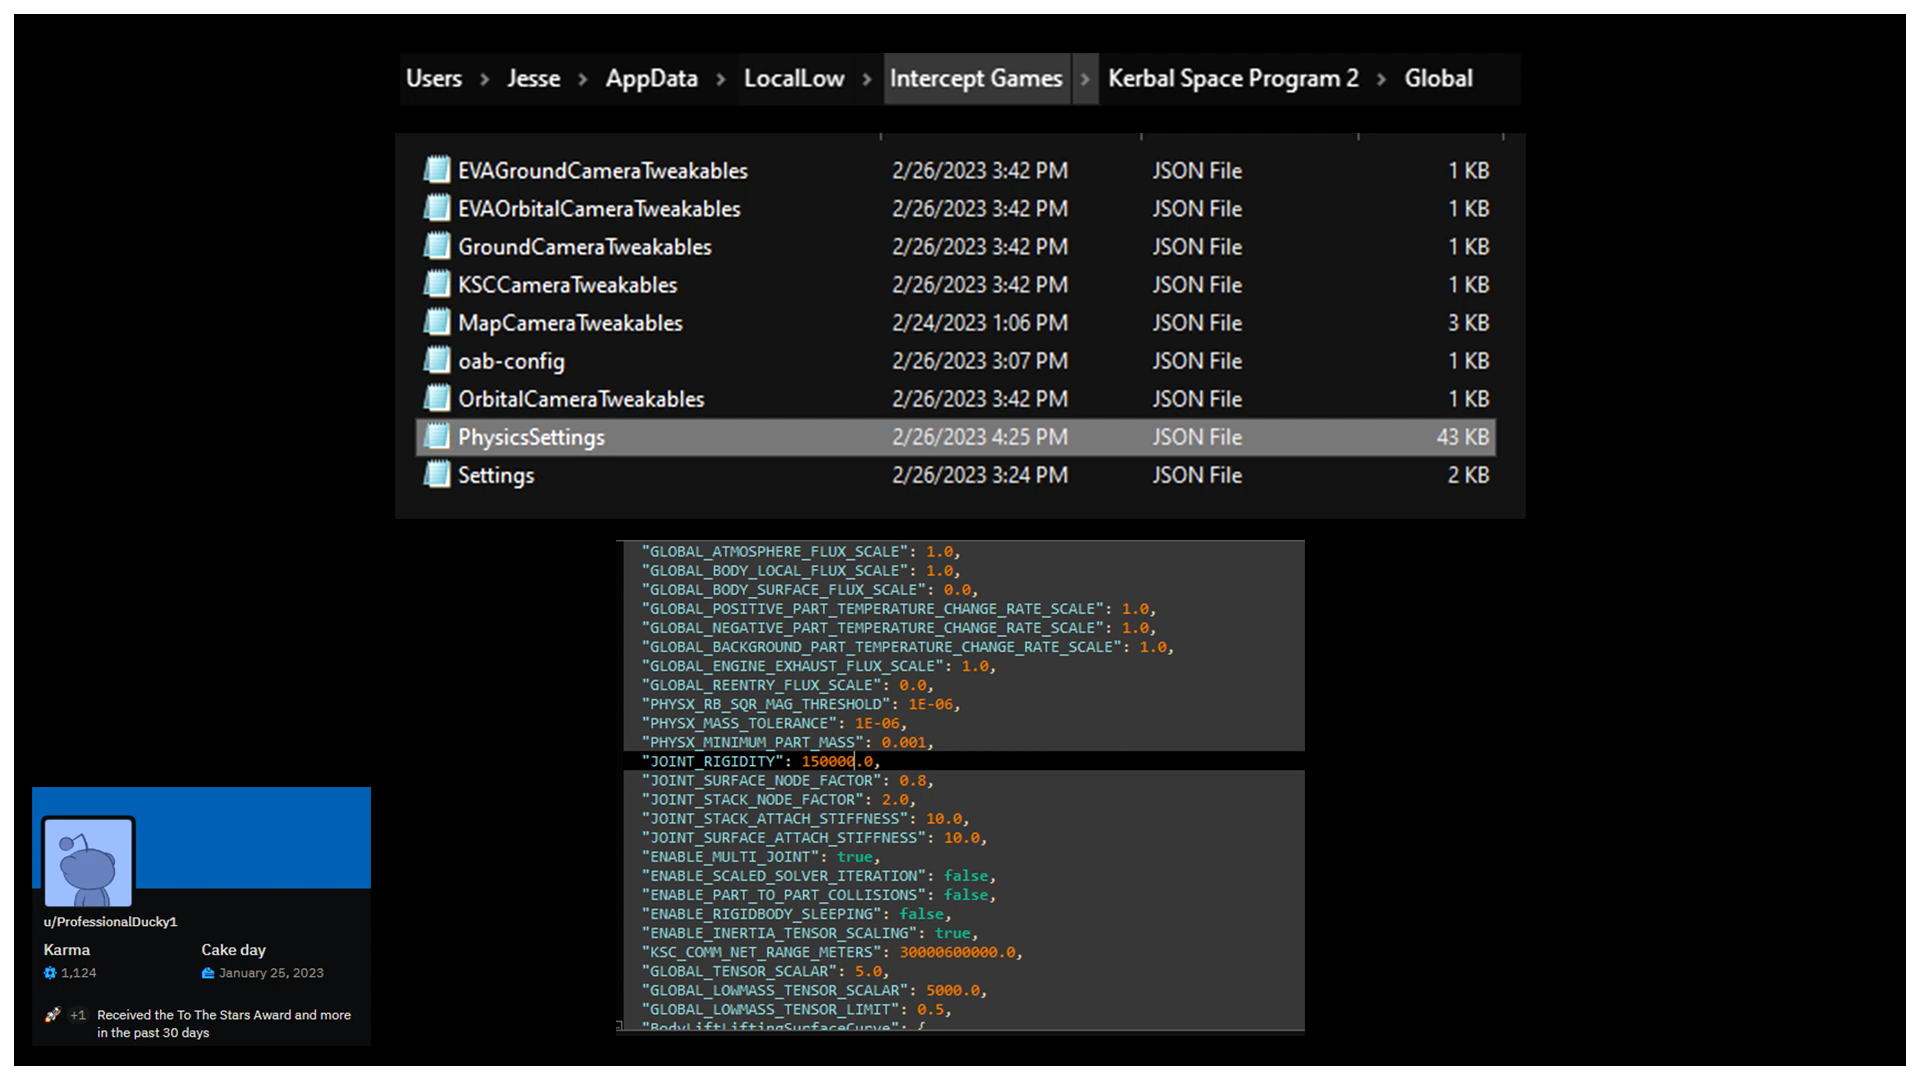 Users > Jesse > AppData > LocalLow > Intercept Games > Kerbal Space Program 2 > Global
EVAGroundCameraTweakables 2/26/2023 3:42 PM JSON File 1 KB
EVAOrbitalCameraTweakables 2/26/2023 3:42 PM JSON File 1 KB
GroundCameraTweakables 2/26/2023 3:42 PM JSON File 1 KB
KSCCameraTweakables 2/26/2023 3:42 PM JSON File 1 KB
MapCameraTweakables 2/24/2023 1:06 PM JSON File 3 KB
oab-config 2/26/2023 3:07 PM JSON File 1 KB
OrbitalCameraTweakables 2/26/2023 3:42 PM JSON File 1 KB
PhysicsSettings 2/26/2023 4:25 PM JSON File 43 KB
Settings 2/26/2023 3:24 PM JSON File 2 KB
"GLOBAL_ATMOSPHERE_FLUX_SCALE": 1.0,
"GLOBAL_BODY_LOCAL_FLUX_SCALE": 1.0,
"GLOBAL_BODY_SURFACE_FLUX_SCALE": 0.0,
"GLOBAL_POSITIVE_PART_TEMPERATURE_CHANGE_RATE_SCALE": 1.0,
"GLOBAL_NEGATIVE_PART_TEMPERATURE_CHANGE_RATE_SCALE": 1.0,
"GLOBAL_BACKGROUND_PART_TEMPERATURE_CHANGE_RATE_SCALE": 1.0,
"GLOBAL_ENGINE_EXHAUST_FLUX_SCALE": 1.0,
"GLOBAL_REENTRY_FLUX_SCALE": 0.0,
"PHYSX_RB_SQR_MAG_THRESHOLD": 1E-06,
"PHYSX_MASS_TOLERANCE": 1E-06,
"PHYSX_MINIMUM_PART_MASS": 0.001,
"JOINT_RIGIDITY": 150000.0,
"JOINT_SURFACE_NODE_FACTOR": 0.8,
"JOINT_STACK_NODE_FACTOR": 2.0,
"JOINT_STACK_ATTACH_STIFFNESS": 10.0,
"JOINT_SURFACE_ATTACH_STIFFNESS": 10.0,
"ENABLE_MULTI_JOINT": true,
"ENABLE_SCALED_SOLVER_ITERATION": false,
"ENABLE_PART_TO_PART_COLLISIONS": false,
"ENABLE_RIGIDBODY_SLEEPING": false,
"ENABLE_INERTIA_TENSOR_SCALING": true,
"KSC_COMM_NET_RANGE_METERS": 30000600000.0,
"GLOBAL_TENSOR_SCALAR": 5.0,
"GLOBAL_LOWMASS_TENSOR_SCALAR": 5000.0,
"GLOBAL_LOWMASS_TENSOR_LIMIT": 0.5,
"BodyLiftLiftingSurfaceCurve": {
u/ProfessionalDucky1
Karma Cake day
1,124 January 25, 2023
+1 Received the To The Stars Award and more
in the past 30 days